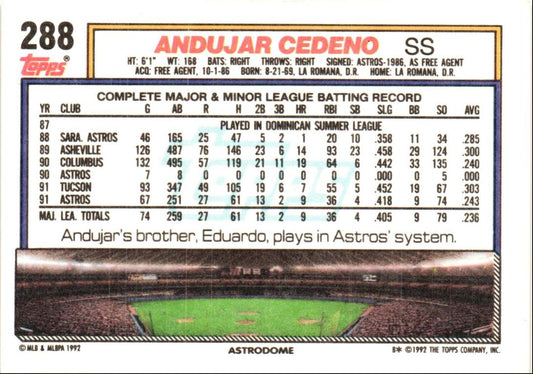 288
Topps®
ANDUJAR CEDENO SS
HT: 6'1" WT: 168 BATS: RIGHT THROWS: RIGHT SIGNED: ASTROS-1986, AS FREE AGENT
ACQ: FREE AGENT, 10-1-86 BORN: 8-21-69, LA ROMANA, D.R. HOME: LA ROMANA, D.R.
COMPLETE MAJOR & MINOR LEAGUE BATTING RECORD
YR CLUB G AB R H 2B 3B HR RBI SB SLG BB SO AVG
87 PLAYED IN DOMINICAN SUMMER LEAGUE
88 SARA. ASTROS 46 165 25 47 5 2 1 20 10 .358 11 34 .285
89 ASHEVILLE 126 487 76 146 23 6 14 93 23 .458 29 124 .300
90 COLUMBUS 132 495 57 119 21 11 19 64 6 .442 33 135 .240
90 ASTROS 7 8 0 0 0 0 0 0 0 .000 0 5 .000
91 TUCSON 93 347 49 105 19 6 7 55 5 .452 19 67 .303
91 ASTROS 67 251 27 61 13 2 9 36 4 .418 9 74 .243
MAJ. LEA. TOTALS 74 259 27 61 13 2 9 36 4 .405 9 79 .236
Topps
Andujar's brother, Eduardo, plays in Astros' system.
© MLB & MLBPA 1992
ASTRODOME
B* ©1992 THE TOPPS COMPANY, INC.